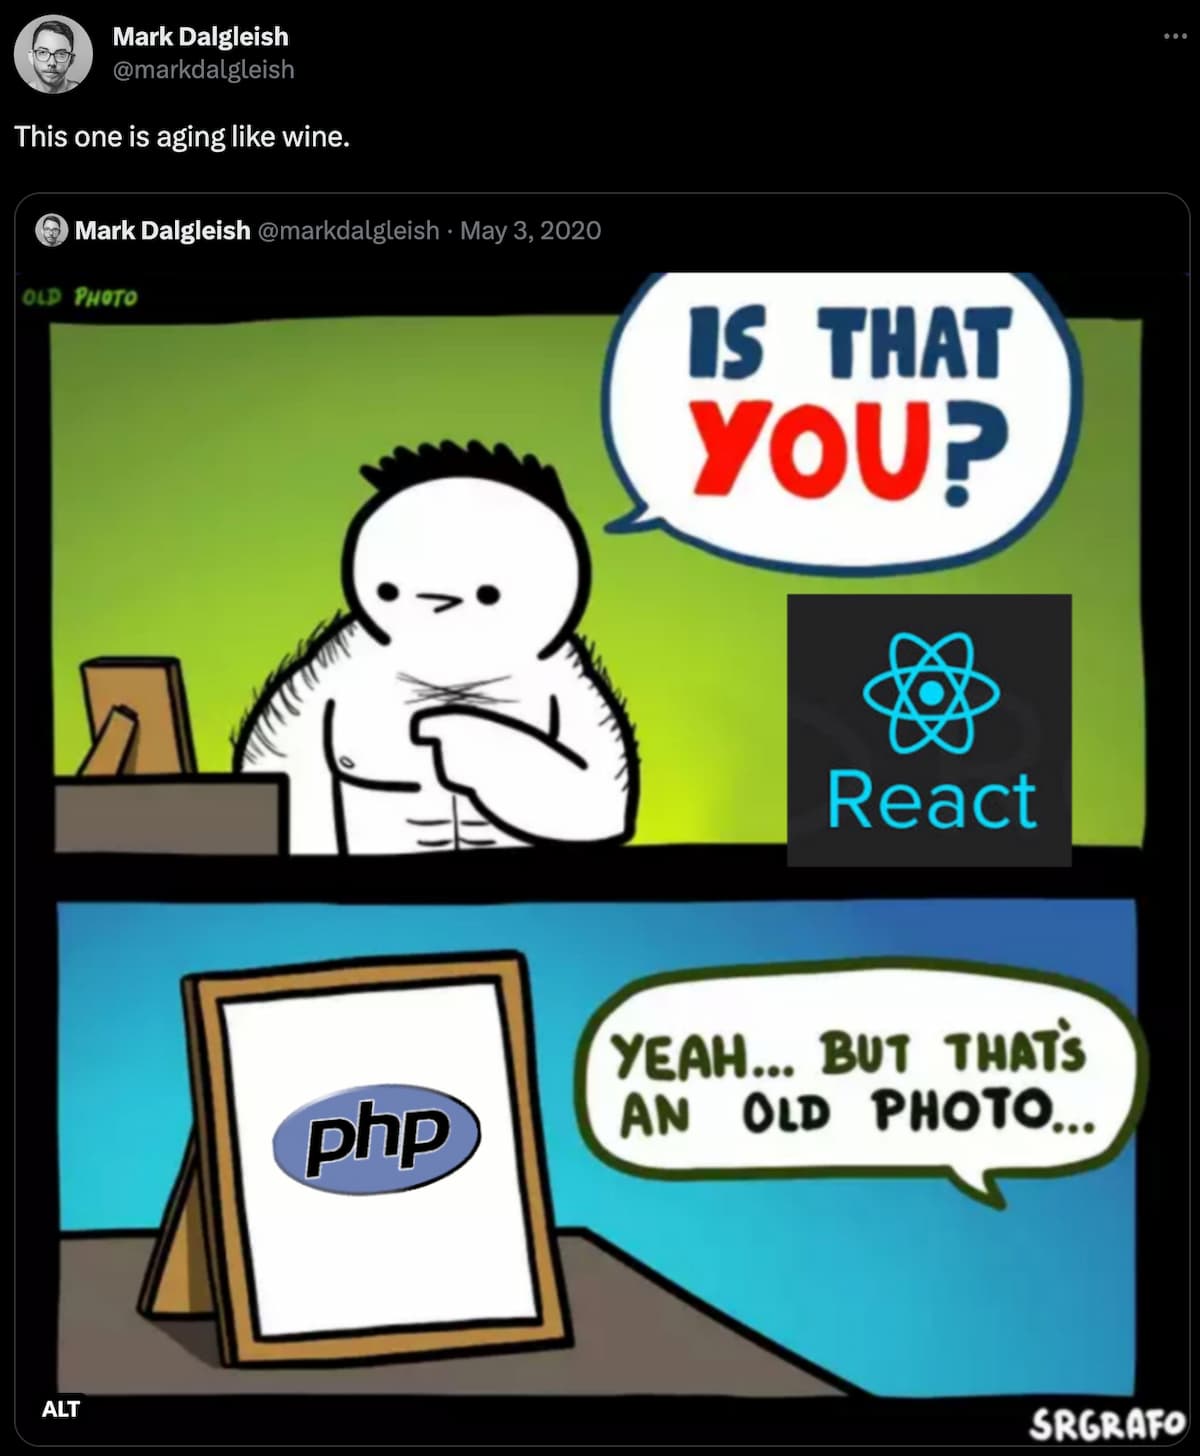 Mark Dalgleish
@markdalgleish
This one is aging like wine.
Mark Dalgleish @markdalgleish · May 3, 2020
OLD PHOTO
IS THAT
YOU?
React
YEAH... BUT THAT'S
AN OLD PHOTO...
php
ALT
SRGRAFO